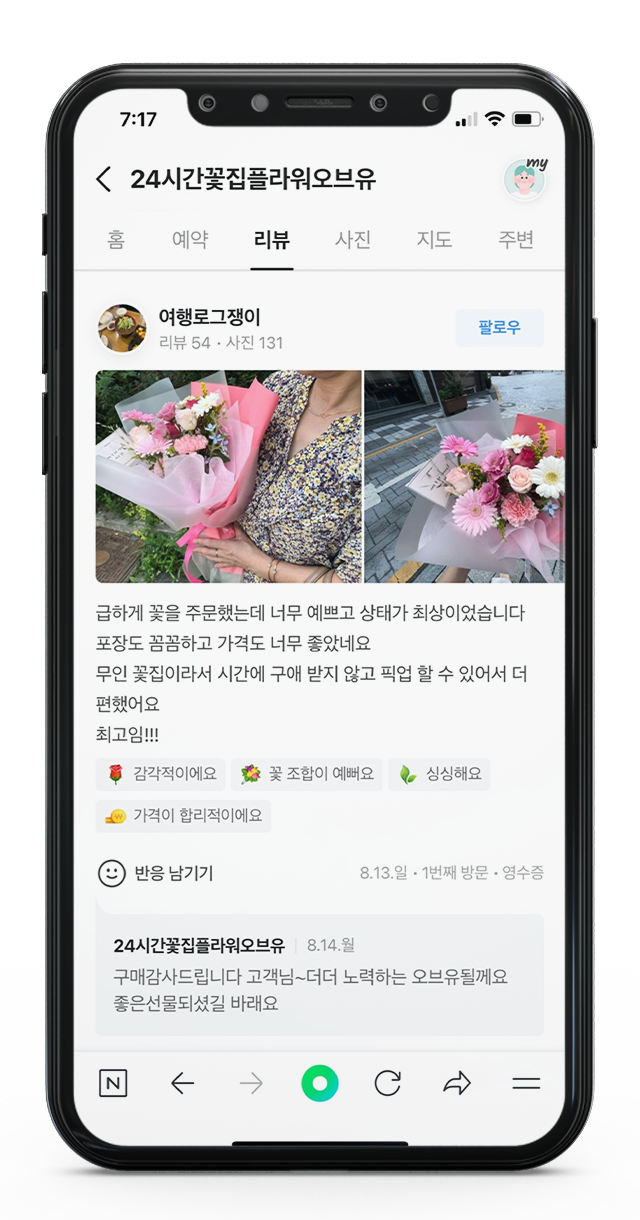 7:17
24시간꽃집플라워오브유
my
홈 예약 리뷰 사진 지도 주변
여행로그쟁이
리뷰 54 · 사진 131
팔로우
급하게 꽃을 주문했는데 너무 예쁘고 상태가 최상이었습니다
포장도 꼼꼼하고 가격도 너무 좋았네요
무인 꽃집이라서 시간에 구애 받지 않고 픽업 할 수 있어서 더
편했어요
최고임!!!
감각적이에요 꽃 조합이 예뻐요 싱싱해요
가격이 합리적이에요
반응 남기기 8.13.일 · 1번째 방문 · 영수증
24시간꽃집플라워오브유 8.14.월
구매감사드립니다 고객님~더더 노력하는 오브유될께요
좋은선물되셨길 바래요
N